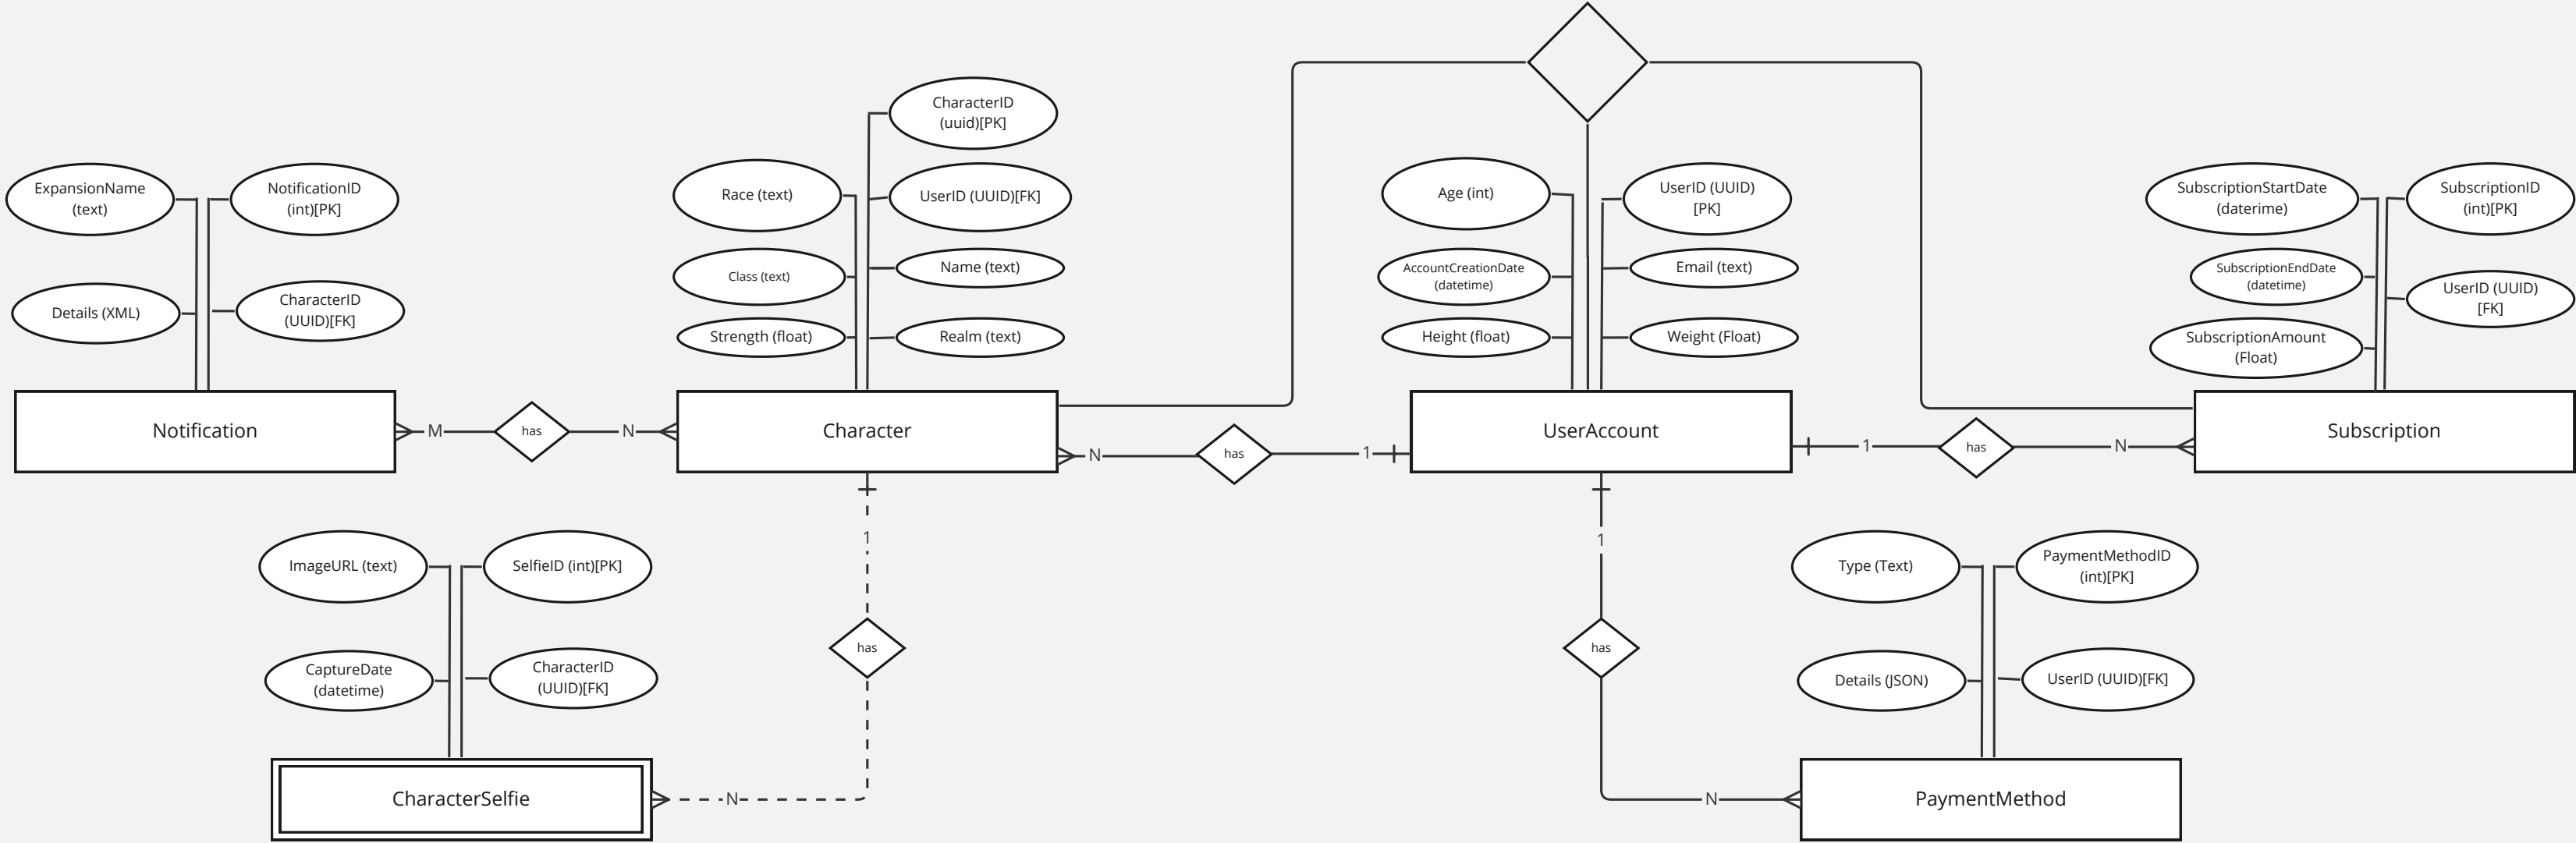 CharacterID
(uuid)[PK]
ExpansionName
(text)
NotificationID
(int)[PK]
Race (text)
UserID (UUID)[FK]
Age (int)
UserID (UUID)
[PK]
SubscriptionStartDate
(daterime)
SubscriptionID
(int)[PK]
Details (XML)
CharacterID
(UUID)[FK]
Class (text)
Name (text)
AccountCreationDate
(datetime)
Email (text)
SubscriptionEndDate
(datetime)
UserID (UUID)
[FK]
Strength (float)
Realm (text)
Height (float)
Weight (Float)
SubscriptionAmount
(Float)
Notification
M
has
N
Character
N
has
1
UserAccount
1
has
N
Subscription
1
1
ImageURL (text)
SelfieID (int)[PK]
Type (Text)
PaymentMethodID
(int)[PK]
has
has
CaptureDate
(datetime)
CharacterID
(UUID)[FK]
Details (JSON)
UserID (UUID)[FK]
CharacterSelfie
N
N
PaymentMethod